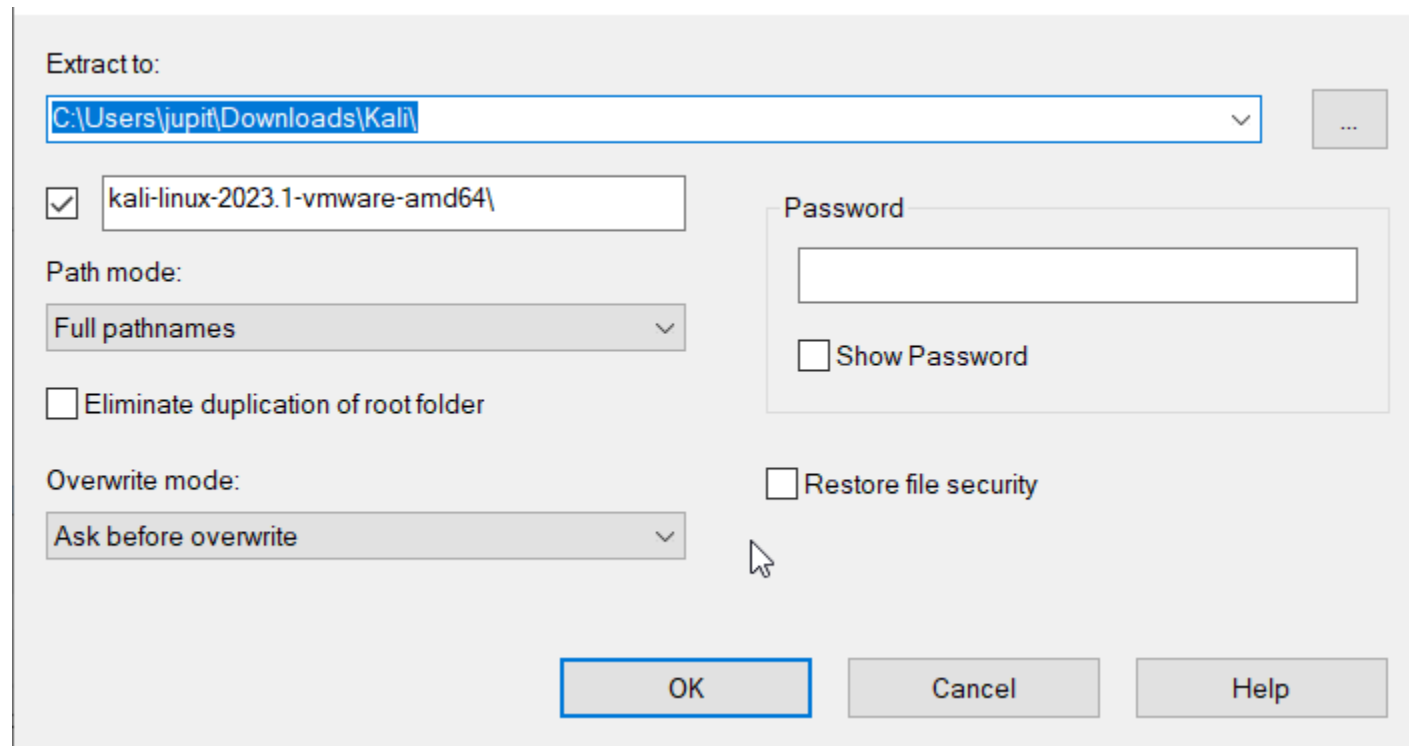 Extract to:
C:\Users\jupit\Downloads\Kali\
...
kali-linux-2023.1-vmware-amd64\
Password
Path mode:
Full pathnames
Show Password
Eliminate duplication of root folder
Overwrite mode:
Restore file security
Ask before overwrite
OK
Cancel
Help